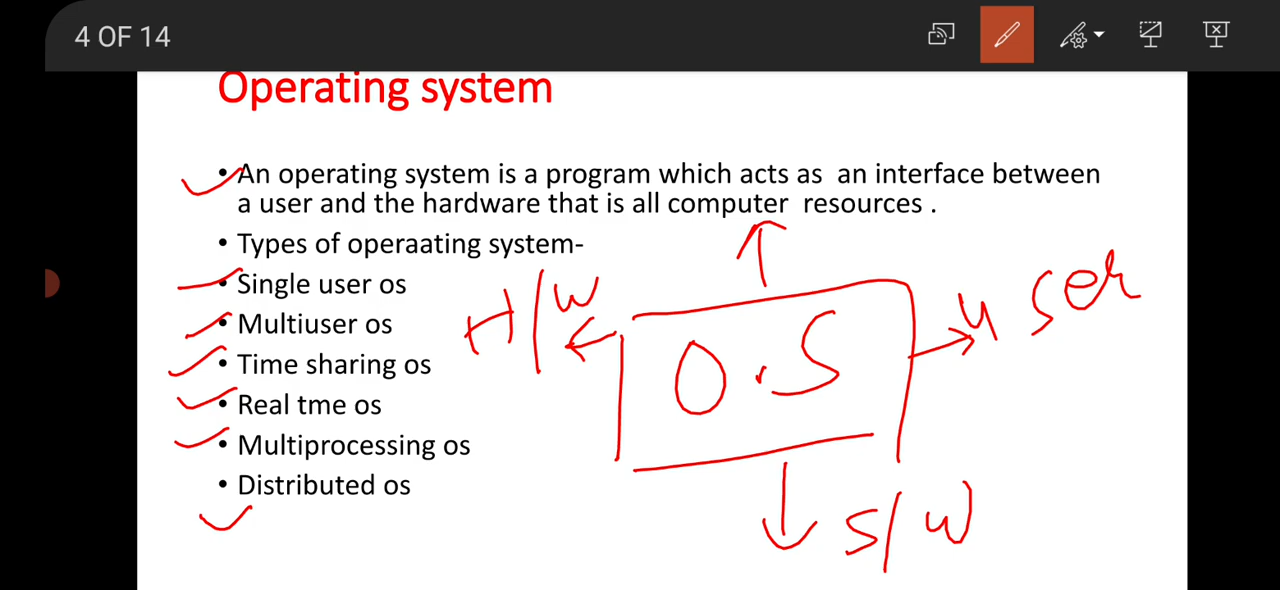 4 OF 14
Operating system
• An operating system is a program which acts as an interface between
a user and the hardware that is all computer resources .
• Types of operaating system-
• Single user os
• Multiuser os
• Time sharing os
• Real tme os
• Multiprocessing os
• Distributed os
H/W
O.S
user
S/W